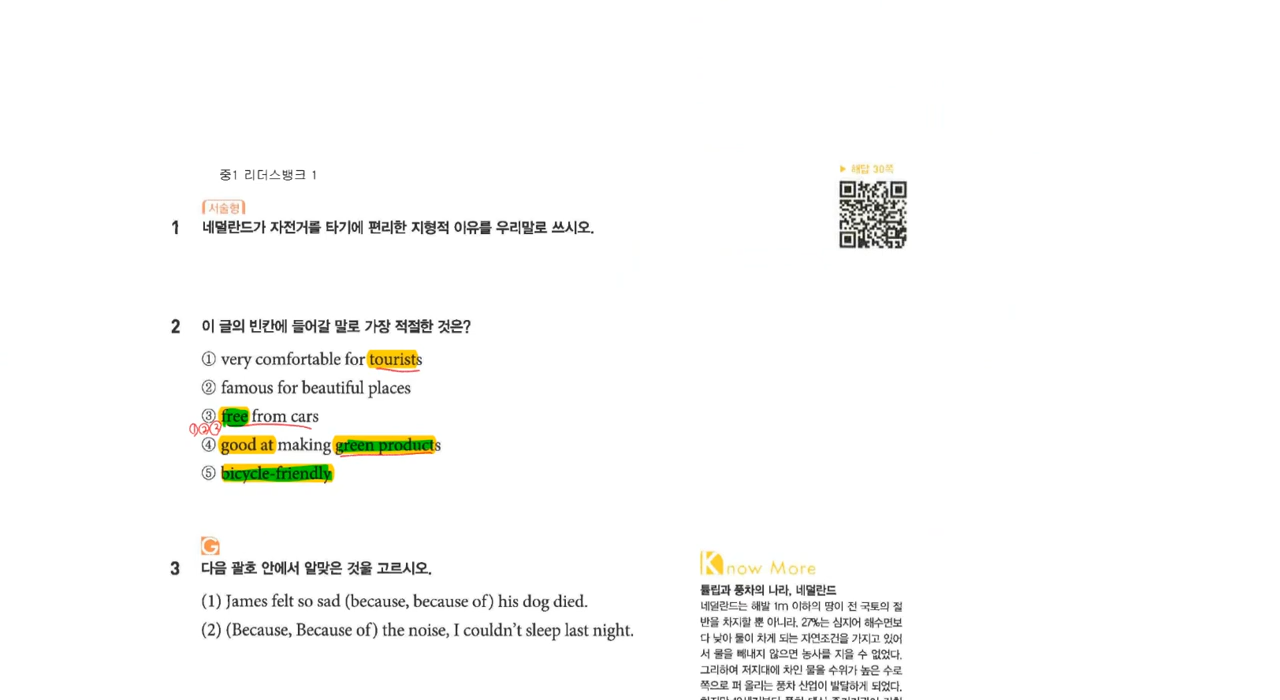 중1 리더스뱅크 1
▶ 해답 30쪽
서술형
1 네덜란드가 자전거를 타기에 편리한 지형적 이유를 우리말로 쓰시오.
2 이 글의 빈칸에 들어갈 말로 가장 적절한 것은?
① very comfortable for tourists
② famous for beautiful places
③ free from cars
①②③
④ good at making green products
⑤ bicycle-friendly
G
3 다음 괄호 안에서 알맞은 것을 고르시오.
(1) James felt so sad (because, because of) his dog died.
(2) (Because, Because of) the noise, I couldn't sleep last night.
Know More
튤립과 풍차의 나라, 네덜란드
네덜란드는 해발 1m 이하의 땅이 전 국토의 절
반을 차지할 뿐 아니라, 27%는 심지어 해수면보
다 낮아 물이 차게 되는 자연조건을 가지고 있어
서 물을 빼내지 않으면 농사를 지을 수 없었다.
그리하여 저지대에 차인 물을 수위가 높은 수로
쪽으로 퍼 올리는 풍차 산업이 발달하게 되었다.